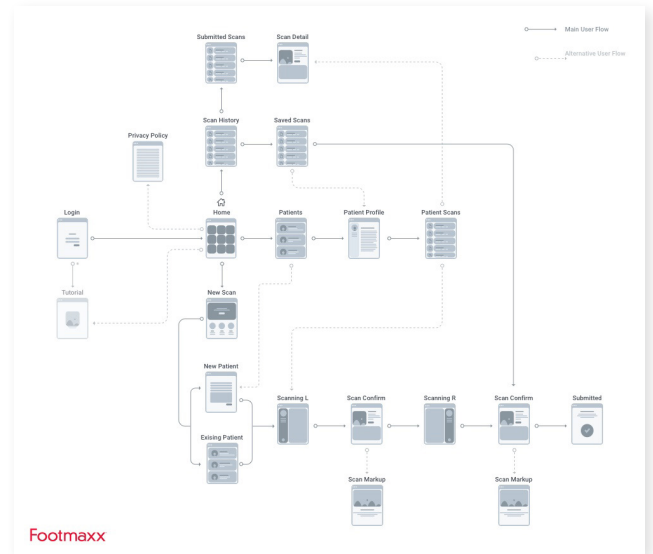 Submitted Scans
Scan Detail
Main User Flow
Alternative User Flow
Scan History
Saved Scans
Privacy Policy
Login
Home
Patients
Patient Profile
Patient Scans
Tutorial
New Scan
New Patient
Scanning L
Scan Confirm
Scanning R
Scan Confirm
Submitted
Exising Patient
Scan Markup
Scan Markup
Footmaxx